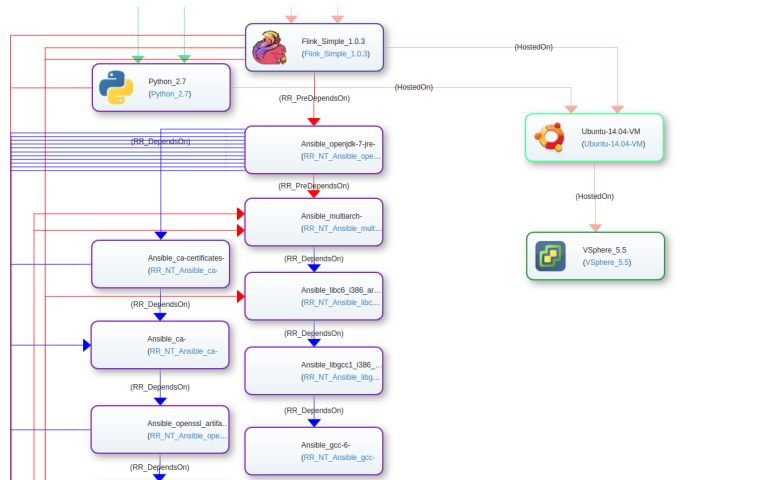 Flink_Simple_1.0.3
(Flink_Simple_1.0.3)
(HostedOn)
Python_2.7
(Python_2.7)
(HostedOn)
(RR_PreDependsOn)
Ubuntu-14.04-VM
(Ubuntu-14.04-VM)
(RR_DependsOn)
Ansible_openjdk-7-jre-
(RR_NT_Ansible_ope...
(RR_PreDependsOn)
(HostedOn)
Ansible_multiarch-
(RR_NT_Ansible_mult...
VSphere_5.5
(VSphere_5.5)
Ansible_ca-certificates-
(RR_NT_Ansible_ca-
(RR_DependsOn)
Ansible_libc6_i386_ar...
(RR_NT_Ansible_libc...
(RR_DependsOn)
(RR_DependsOn)
Ansible_ca-
(RR_NT_Ansible_ca-
Ansible_libgcc1_i386_...
(RR_NT_Ansible_libg...
(RR_DependsOn)
(RR_DependsOn)
Ansible_openssl_artifa...
(RR_NT_Ansible_ope...
Ansible_gcc-6-
(RR_NT_Ansible_gcc-
(RR_DependsOn)